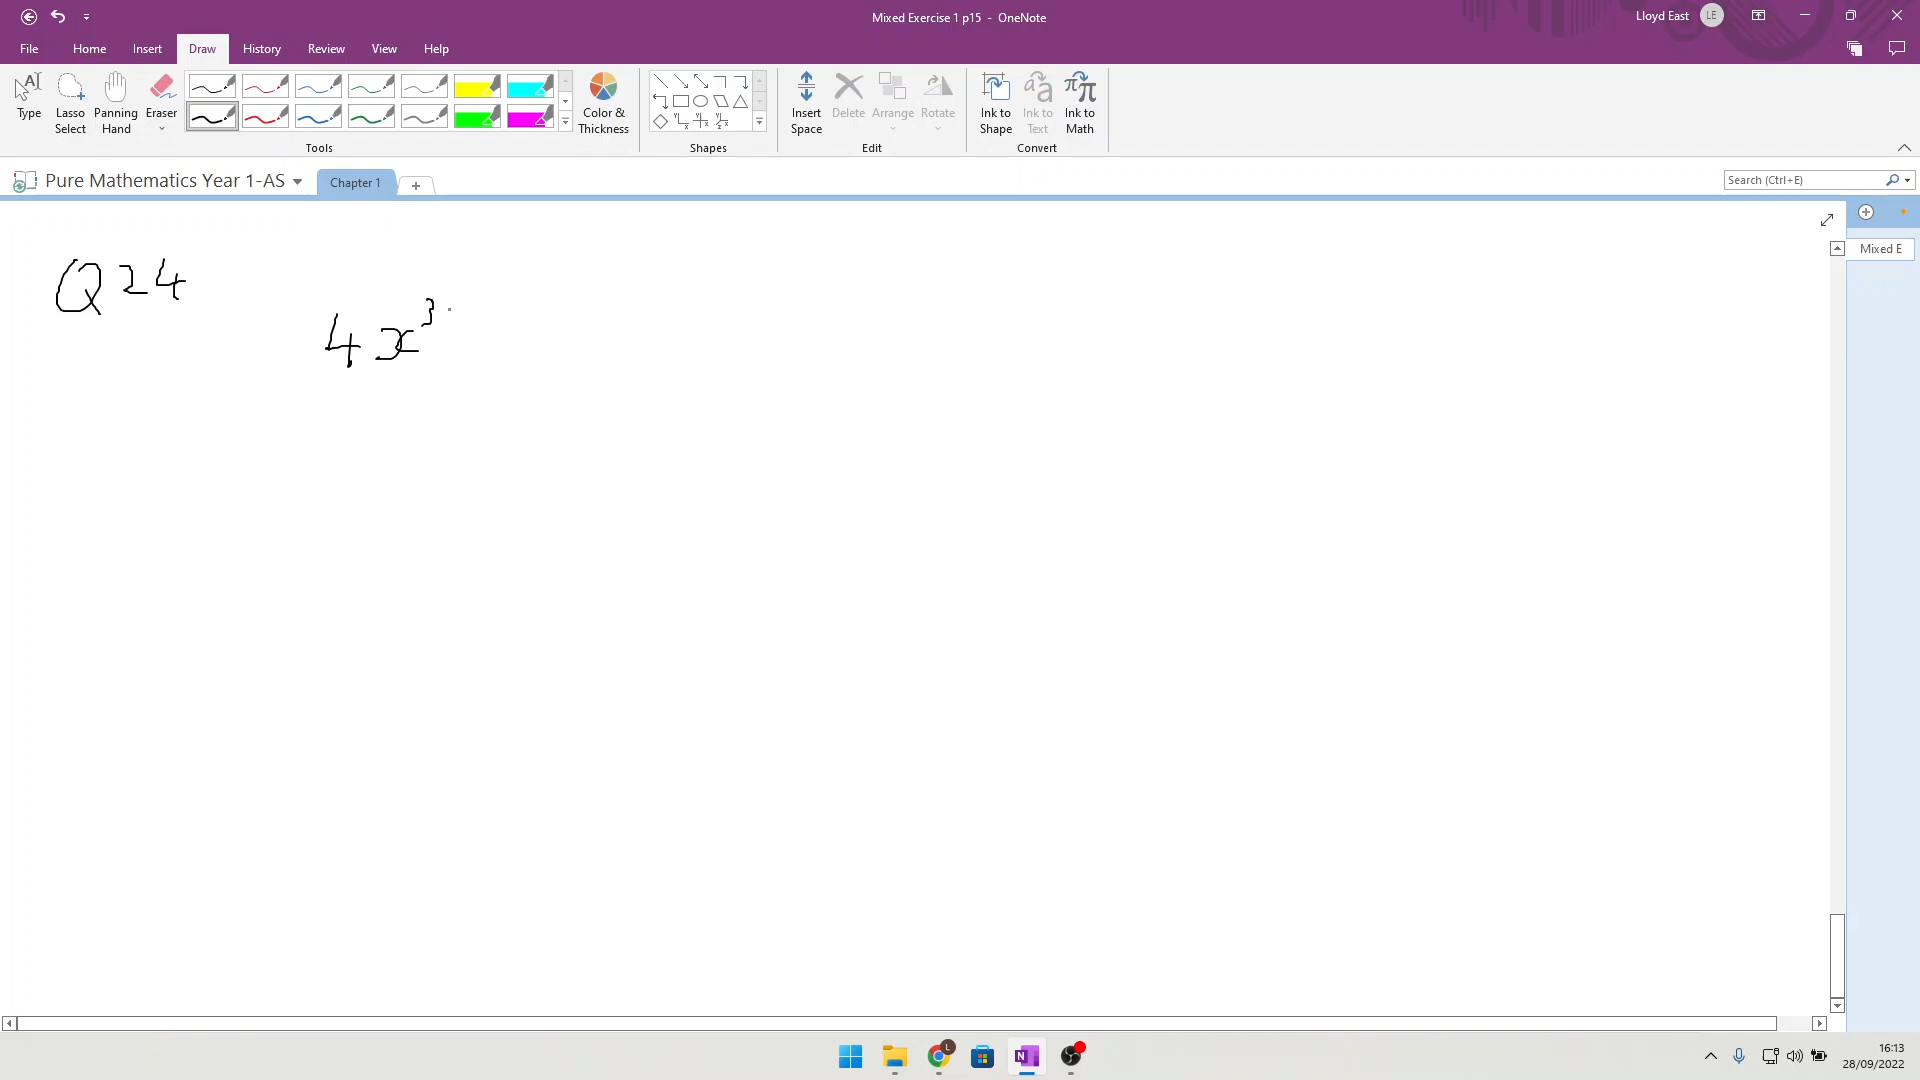 Mixed Exercise 1 p15 - OneNote
Lloyd East LE
File Home Insert Draw History Review View Help
Type
Lasso Select
Panning Hand
Eraser
Color & Thickness
Insert Space
Delete
Arrange
Rotate
Ink to Shape
Ink to Text
Ink to Math
Tools Shapes Edit Convert
Pure Mathematics Year 1-AS
Chapter 1
Search (Ctrl+E)
Mixed E
Q24
4x³
16:13
28/09/2022